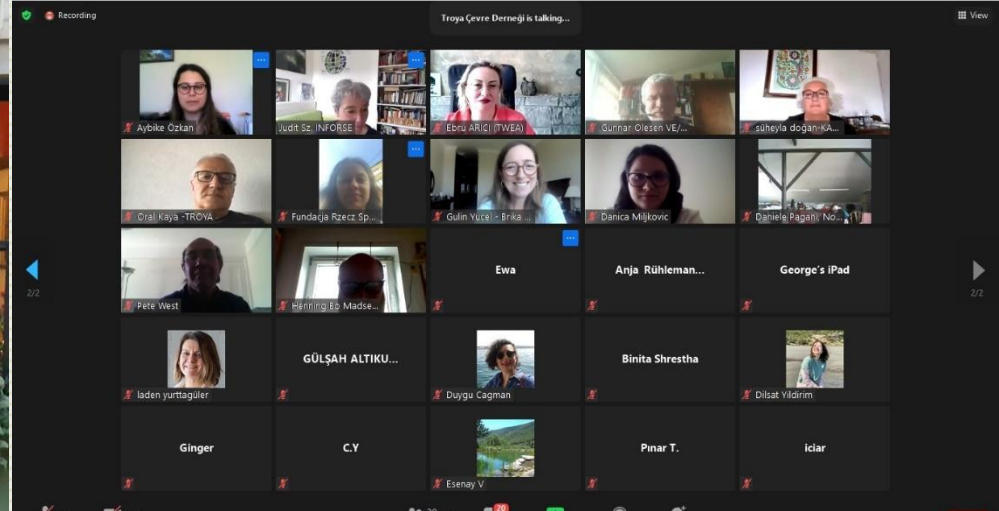 Recording
Troya Çevre Derneği is talking...
View
Aybike Özkan
Judit Sz. INFORSE
Ebru ARICI (TWEA)
Gunnar Olesen VE/...
süheyla doğan-KA...
Oral Kaya -TROYA
Fundacja Rzecz Sp...
Gulin Yucel - Brika ...
Danica Miljkovic
Daniele Pagani, No...
2/2
2/2
Pete West
Henning Bo Madse...
Ewa
Anja Rühleman...
George's iPad
laden yurttagüler
GÜLŞAH ALTIKU...
Duygu Cagman
Binita Shrestha
Dilsat Yildirim
Ginger
C.Y
Esenay V
Pınar T.
iciar
20